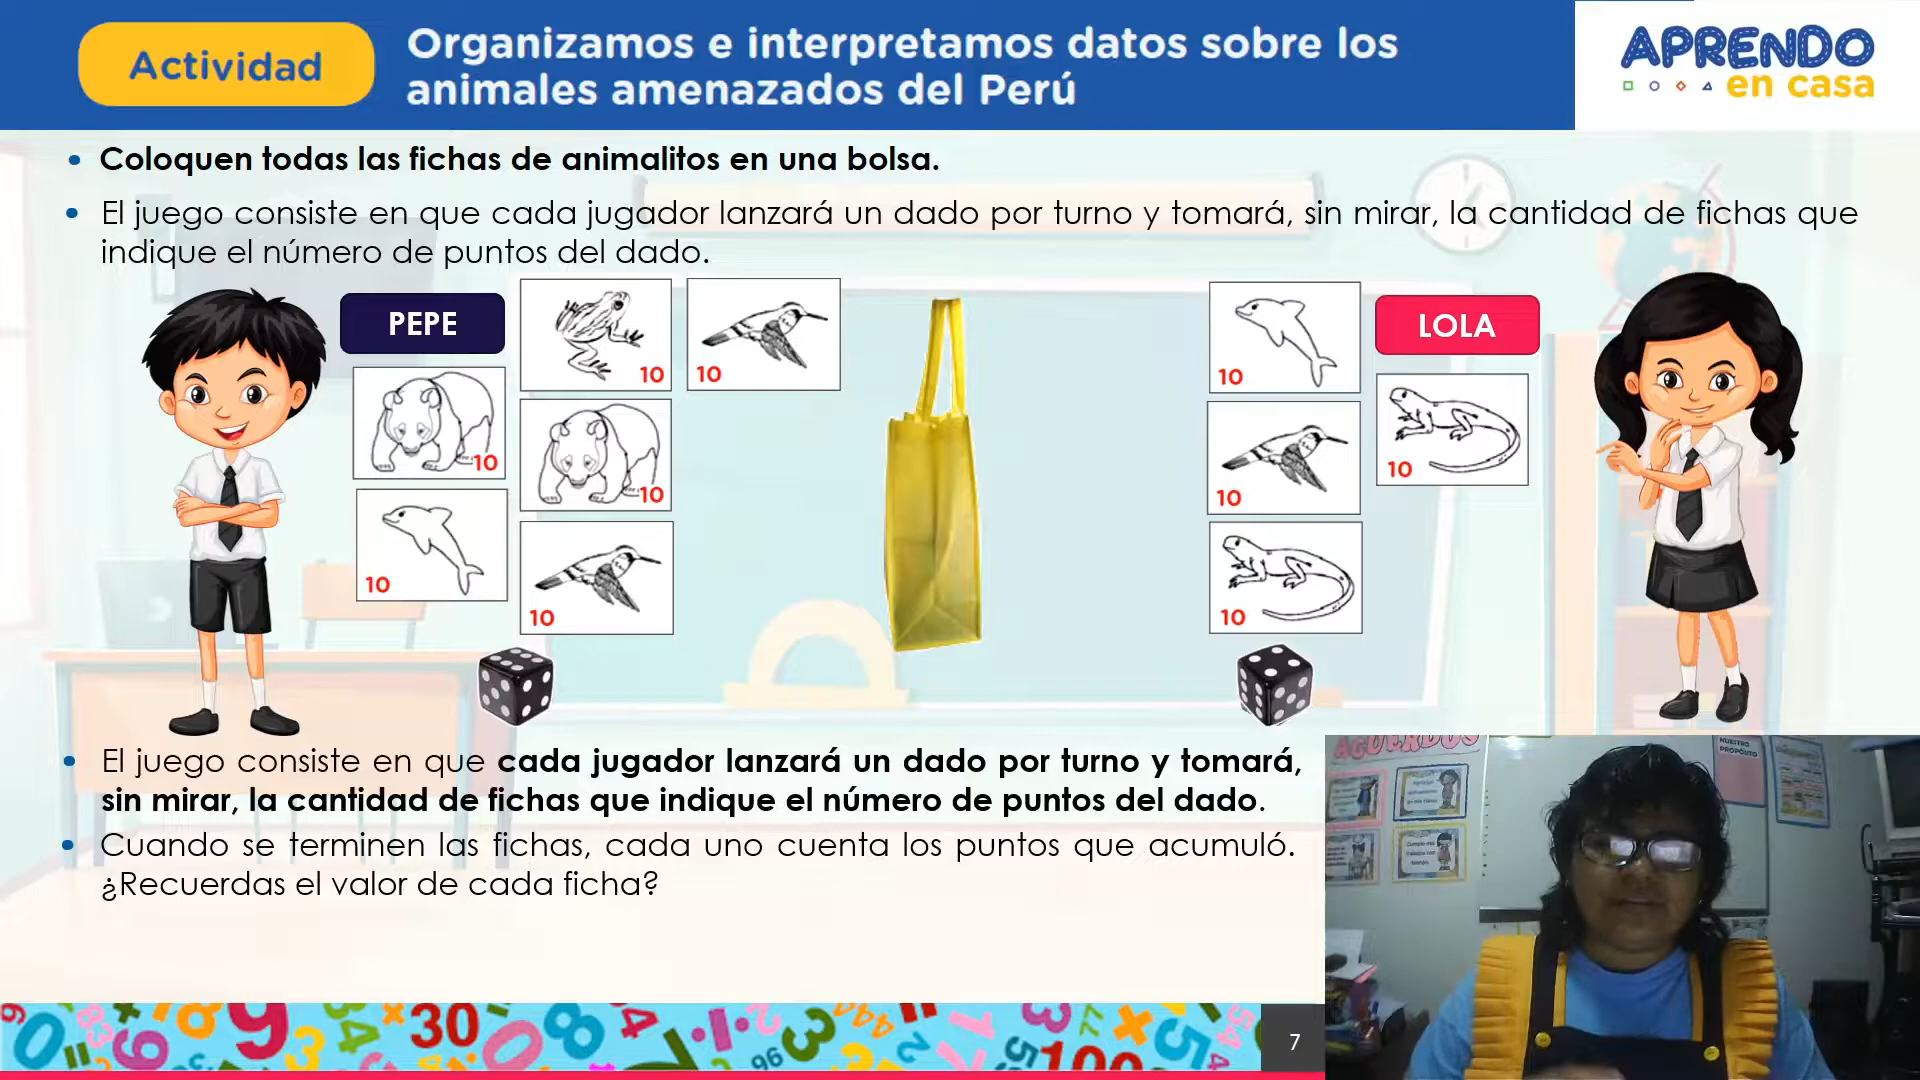 Actividad
Organizamos e interpretamos datos sobre los
animales amenazados del Perú
APRENDO
en casa
• Coloquen todas las fichas de animalitos en una bolsa.
• El juego consiste en que cada jugador lanzará un dado por turno y tomará, sin mirar, la cantidad de fichas que
indique el número de puntos del dado.
PEPE
10
10
10
10
10
10
LOLA
10
10
10
10
• El juego consiste en que cada jugador lanzará un dado por turno y tomará,
sin mirar, la cantidad de fichas que indique el número de puntos del dado.
• Cuando se terminen las fichas, cada uno cuenta los puntos que acumuló.
¿Recuerdas el valor de cada ficha?
ACUERDOS
NUESTRO
PROPÓSITO
30
100
7